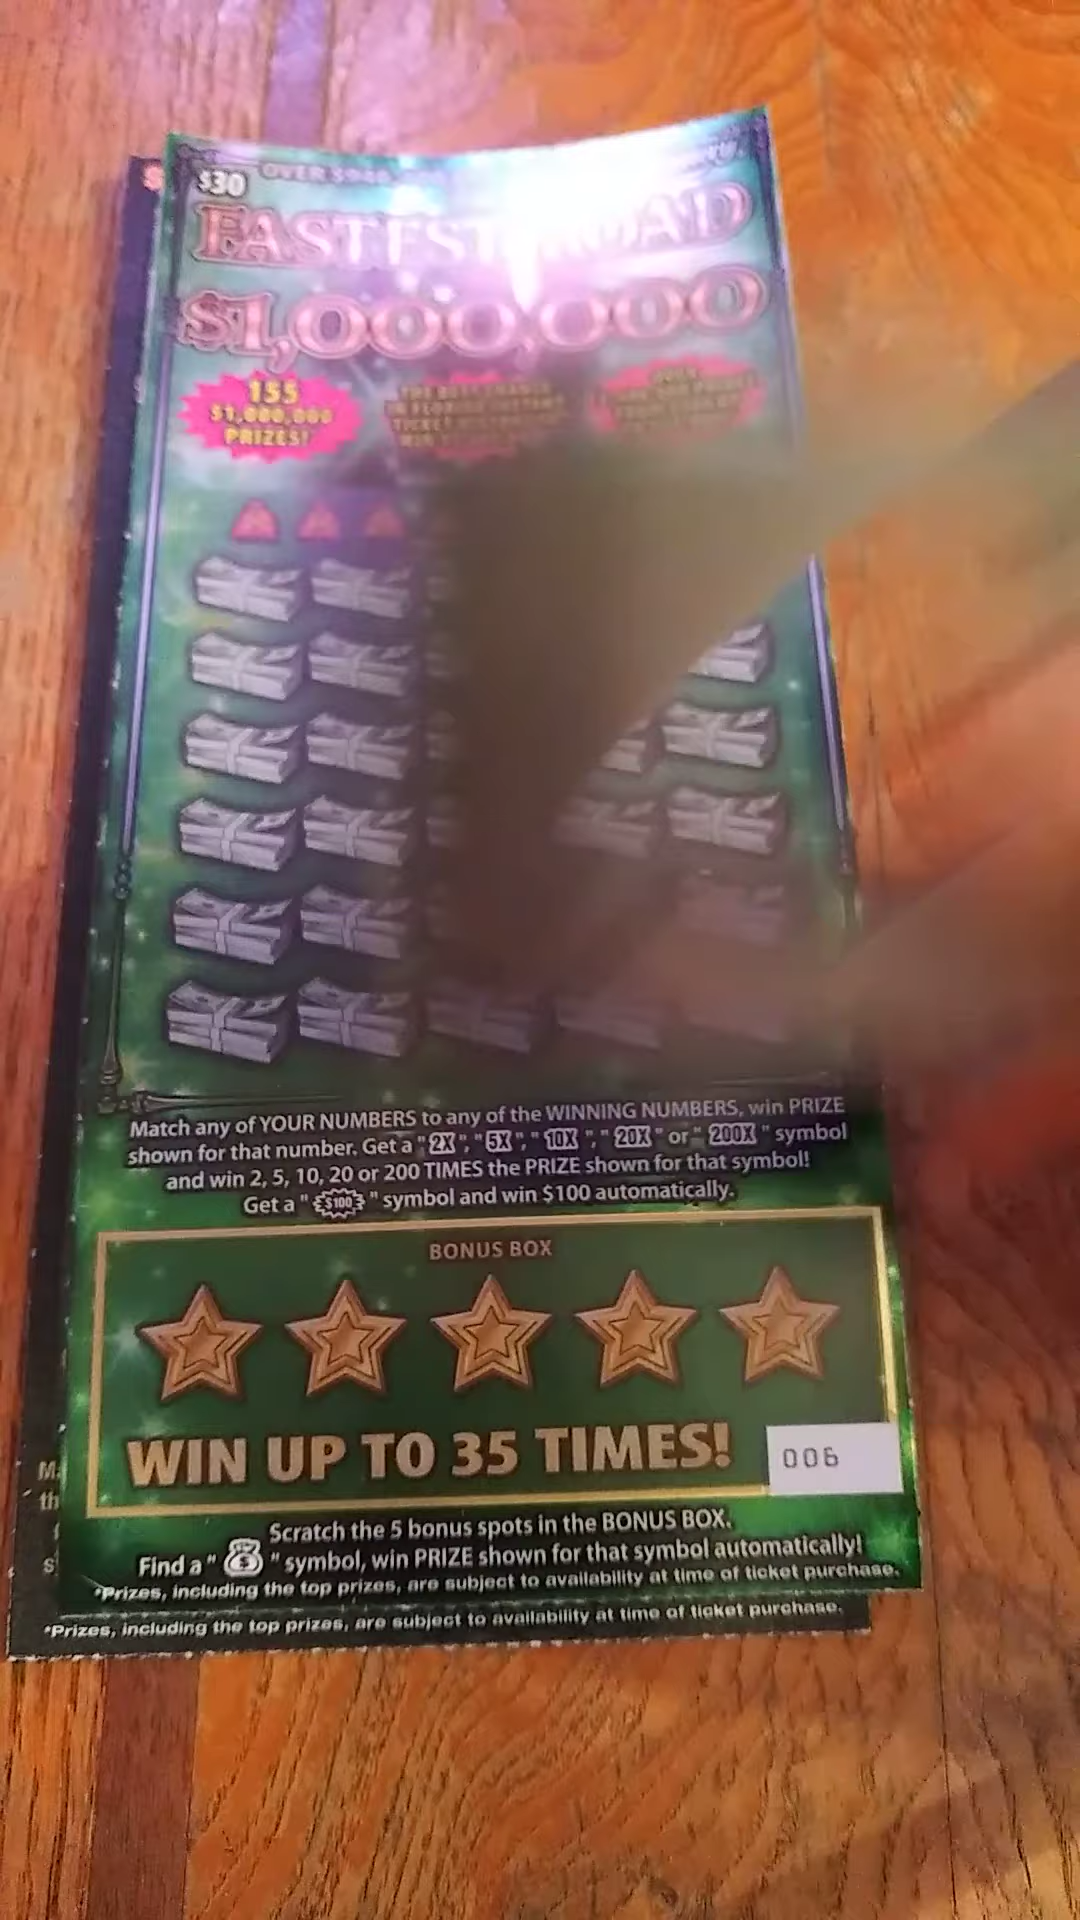 $30
OVER
FASTEST ROAD
$1,000,000
155
$1,000,000
PRIZES!
Match any of YOUR NUMBERS to any of the WINNING NUMBERS, win PRIZE
shown for that number. Get a "2X", "5X", "10X", "20X" or "200X" symbol
and win 2, 5, 10, 20 or 200 TIMES the PRIZE shown for that symbol!
Get a "$100" symbol and win $100 automatically.
BONUS BOX
WIN UP TO 35 TIMES!
006
Scratch the 5 bonus spots in the BONUS BOX.
Find a "$" symbol, win PRIZE shown for that symbol automatically!
*Prizes, including the top prizes, are subject to availability at time of ticket purchase.
*Prizes, including the top prizes, are subject to availability at time of ticket purchase.